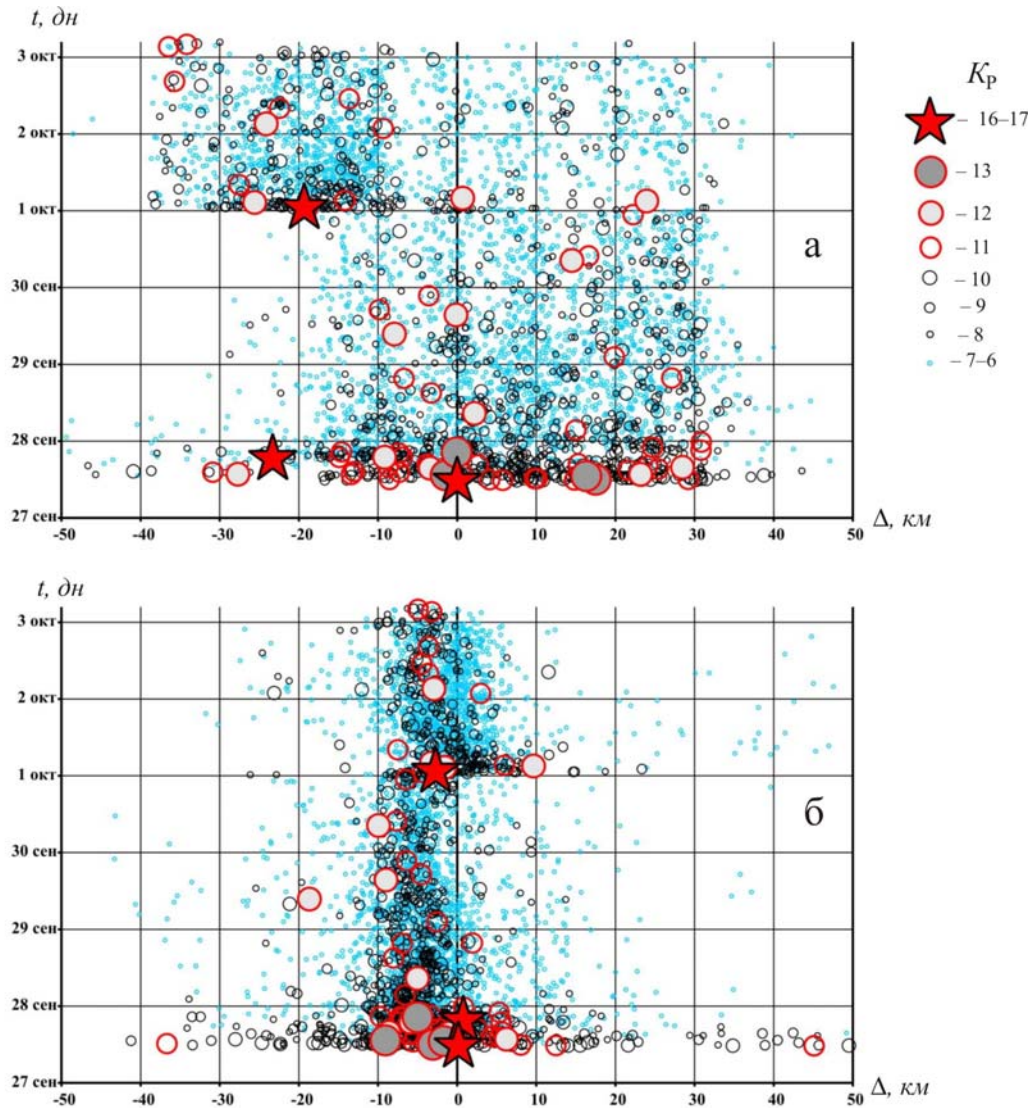 t, дн
3 окт
2 окт
1 окт
30 сен
29 сен
28 сен
27 сен
-50 -40 -30 -20 -10 0 10 20 30 40 50
Δ, км
а
Kр
– 16–17
– 13
– 12
– 11
– 10
– 9
– 8
– 7–6
t, дн
3 окт
2 окт
1 окт
30 сен
29 сен
28 сен
27 сен
-50 -40 -30 -20 -10 0 10 20 30 40 50
Δ, км
б